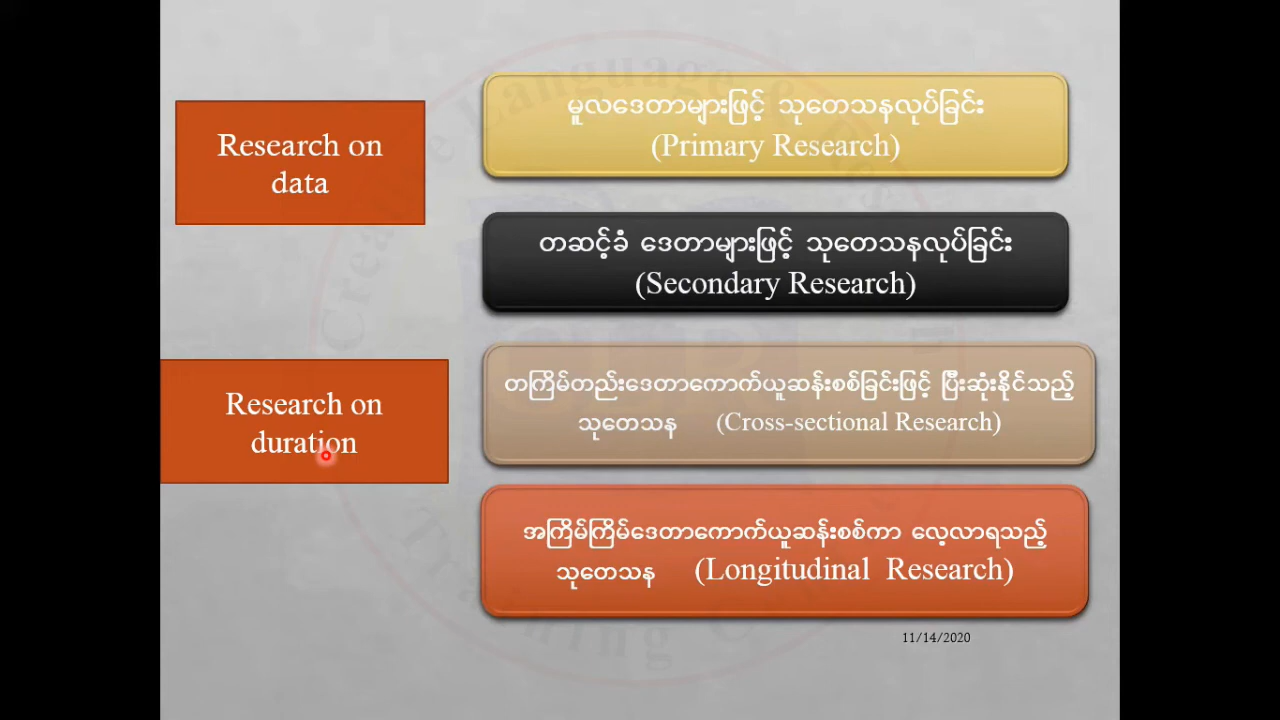 Research on
data
မူလဒေတာများဖြင့် သုတေသနလုပ်ခြင်း
(Primary Research)
တဆင့်ခံ ဒေတာများဖြင့် သုတေသနလုပ်ခြင်း
(Secondary Research)
Research on
duration
တကြိမ်တည်းဒေတာကောက်ယူဆန်းစစ်ခြင်းဖြင့် ပြီးဆုံးနိုင်သည့်
သုတေသန (Cross-sectional Research)
အကြိမ်ကြိမ်ဒေတာကောက်ယူဆန်းစစ်ကာ လေ့လာရသည့်
သုတေသန (Longitudinal Research)
11/14/2020